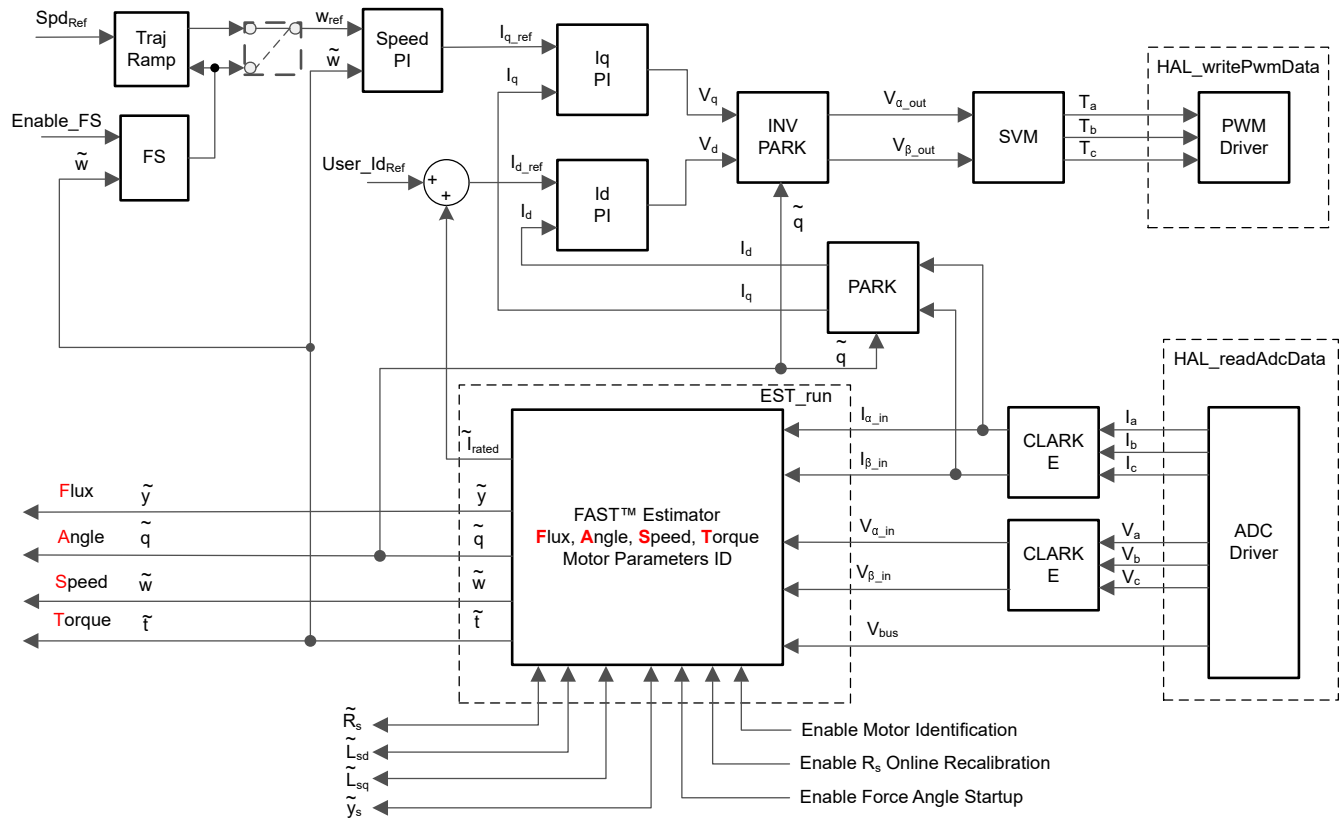 Spd_Ref
Traj
Ramp
w_ref
w̃
Speed
PI
I_q_ref
I_q
Iq
PI
Enable_FS
w̃
FS
User_Id_Ref
+
+
I_d_ref
I_d
Id
PI
V_q
V_d
INV
PARK
V_α_out
V_β_out
SVM
T_a
T_b
T_c
HAL_writePwmData
PWM
Driver
q̃
I_d
I_q
PARK
q̃
HAL_readAdcData
EST_run
Ĩ_rated
I_α_in
I_β_in
CLARK
E
I_a
I_b
I_c
Flux ỹ
ỹ
Angle q̃
q̃
Speed w̃
w̃
Torque t̃
t̃
FAST™ Estimator
Flux, Angle, Speed, Torque
Motor Parameters ID
V_α_in
V_β_in
CLARK
E
V_a
V_b
V_c
ADC
Driver
V_bus
R̃_s
L̃_sd
L̃_sq
ỹ_s
Enable Motor Identification
Enable R_s Online Recalibration
Enable Force Angle Startup